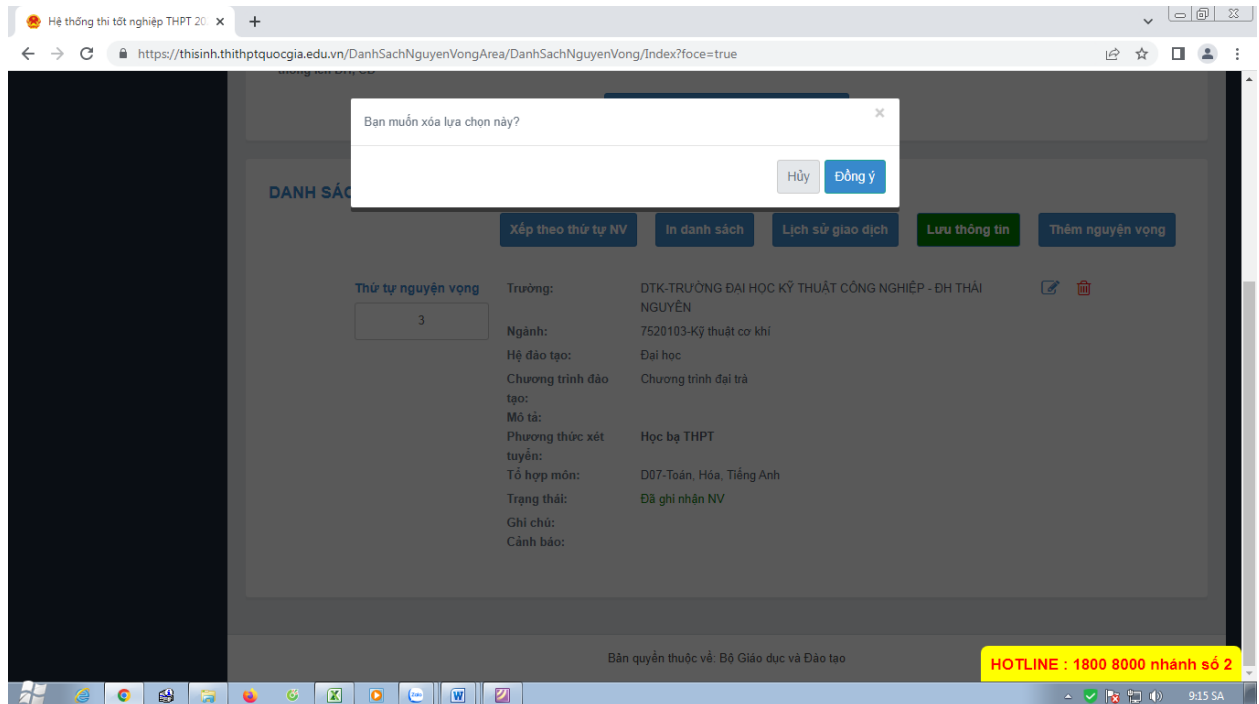 Hệ thống thi tốt nghiệp THPT 20
https://thisinh.thithptquocgia.edu.vn/DanhSachNguyenVongArea/DanhSachNguyenVong/Index?foce=true
Bạn muốn xóa lựa chọn này?
×
Hủy
Đồng ý
DANH SÁC
Xếp theo thứ tự NV
In danh sách
Lịch sử giao dịch
Lưu thông tin
Thêm nguyện vọng
Thứ tự nguyện vọng
3
Trường:
DTK-TRƯỜNG ĐẠI HỌC KỸ THUẬT CÔNG NGHIỆP - ĐH THÁI
NGUYÊN
Ngành:
7520103-Kỹ thuật cơ khí
Hệ đào tạo:
Đại học
Chương trình đào
tạo:
Chương trình đại trà
Mô tả:
Phương thức xét
tuyển:
Học bạ THPT
Tổ hợp môn:
D07-Toán, Hóa, Tiếng Anh
Trạng thái:
Đã ghi nhận NV
Ghi chú:
Cảnh báo:
Bản quyền thuộc về: Bộ Giáo dục và Đào tạo
HOTLINE : 1800 8000 nhánh số 2
9:15 SA